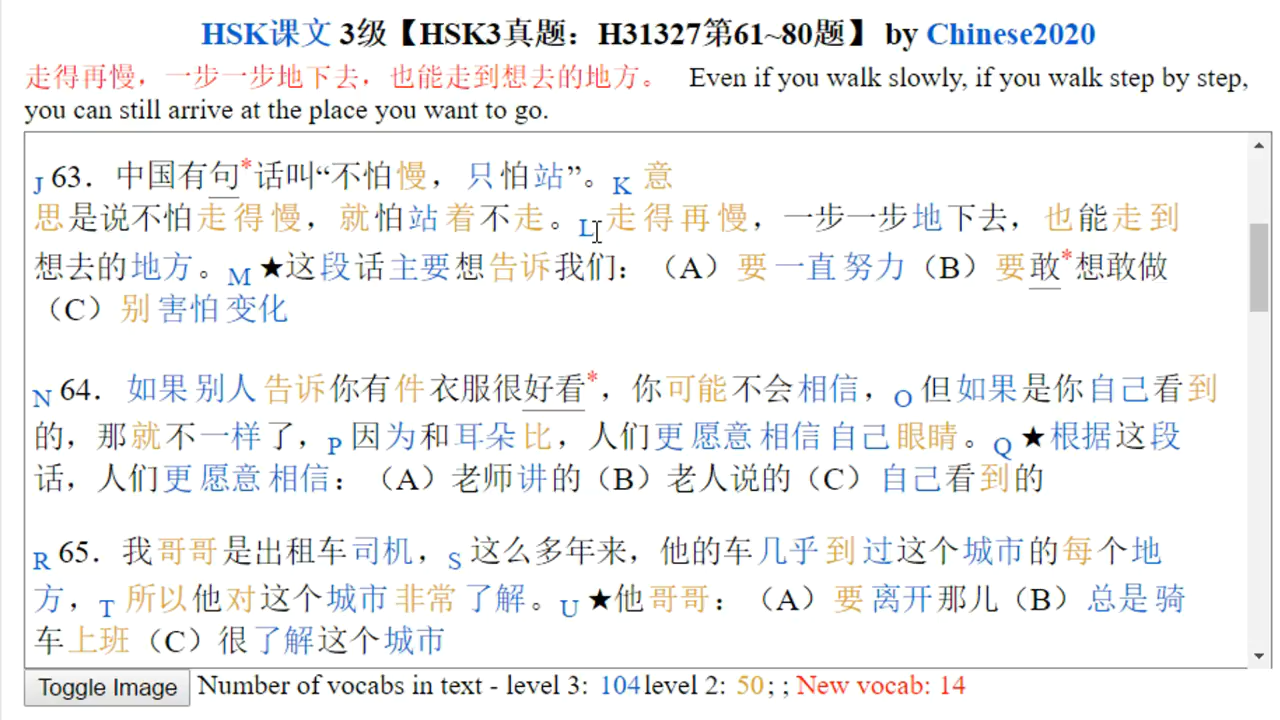 HSK课文 3级【HSK3真题：H31327第61~80题】 by Chinese2020
走得再慢，一步一步地下去，也能走到想去的地方。 Even if you walk slowly, if you walk step by step,
you can still arrive at the place you want to go.
J 63．中国有句*话叫“不怕慢，只怕站”。K 意
思是说不怕走得慢，就怕站着不走。L 走得再慢，一步一步地下去，也能走到
想去的地方。M ★这段话主要想告诉我们：（A）要一直努力（B）要敢*想敢做
（C）别害怕变化
N 64．如果别人告诉你有件衣服很好看*，你可能不会相信，O 但如果是你自己看到
的，那就不一样了，P 因为和耳朵比，人们更愿意相信自己眼睛。Q ★根据这段
话，人们更愿意相信：（A）老师讲的（B）老人说的（C）自己看到的
R 65．我哥哥是出租车司机，S 这么多年来，他的车几乎到过这个城市的每个地
方，T 所以他对这个城市非常了解。U ★他哥哥：（A）要离开那儿（B）总是骑
车上班（C）很了解这个城市
Toggle Image Number of vocabs in text - level 3: 104 level 2: 50; ; New vocab: 14